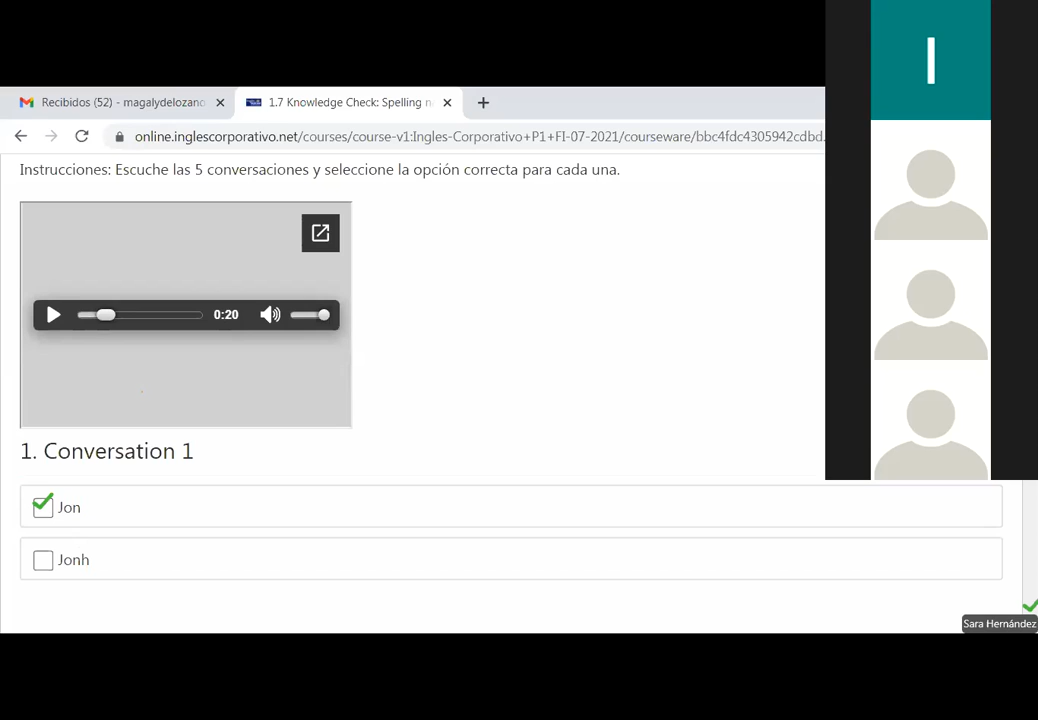 Recibidos (52) - magalydelozano
1.7 Knowledge Check: Spelling n
online.inglescorporativo.net/courses/course-v1:Ingles-Corporativo+P1+FI-07-2021/courseware/bbc4fdc4305942cdbd.
Instrucciones: Escuche las 5 conversaciones y seleccione la opción correcta para cada una.
0:20
1. Conversation 1
Jon
Jonh
I
Sara Hernández